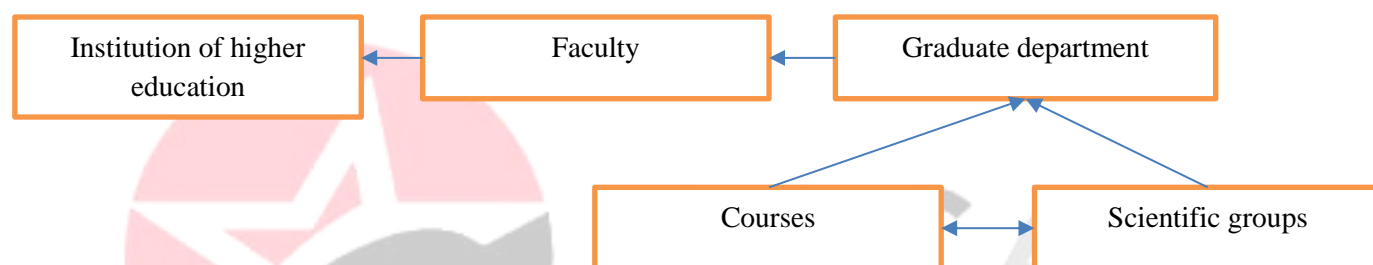 Institution of higher
education
Faculty
Graduate department
Courses
Scientific groups